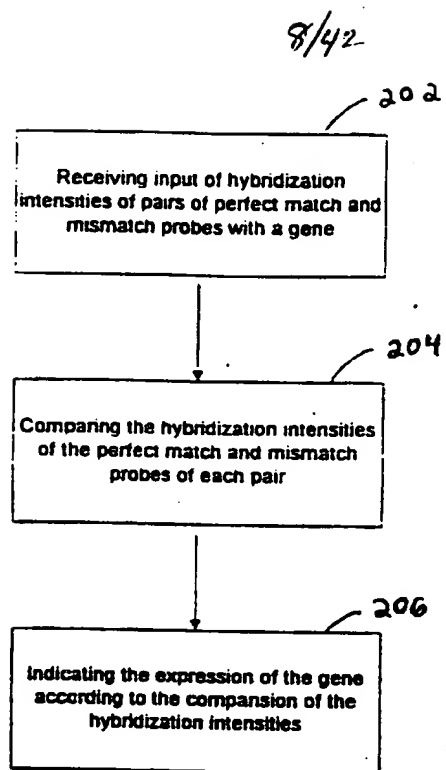 8/42
202
Receiving input of hybridization
intensities of pairs of perfect match and
mismatch probes with a gene
204
Comparing the hybridization intensities
of the perfect match and mismatch
probes of each pair
206
Indicating the expression of the gene
according to the comparison of the
hybridization intensities